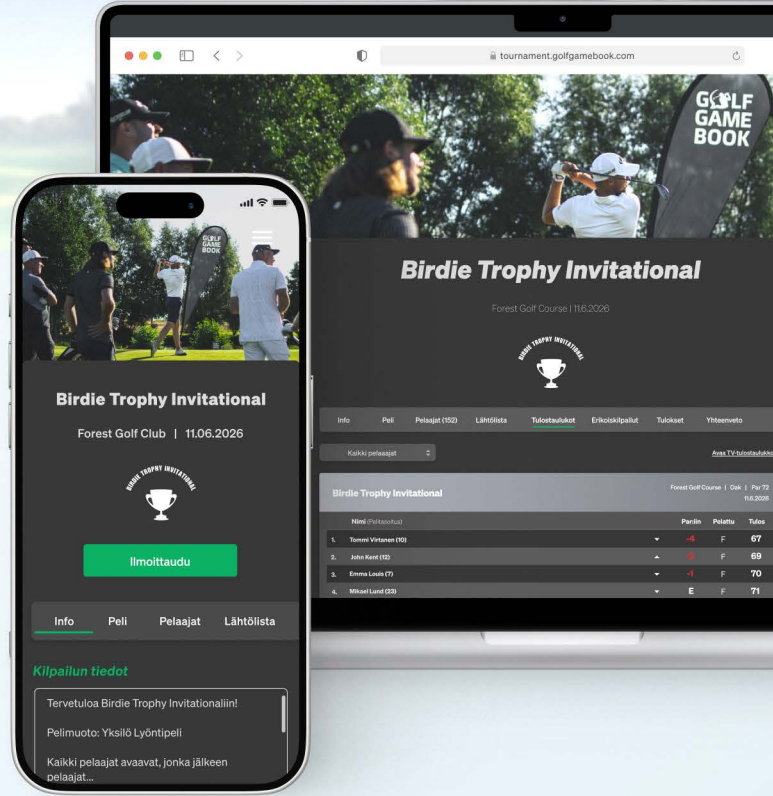 tournament.golfgamebook.com
GOLF
GAME
BOOK
Birdie Trophy Invitational
Forest Golf Course | 11.6.2026
BIRDIE TROPHY INVITATIONAL
Info Peli Pelaajat (152) Lähtölista Tulostaulukot Erikoiskilpailut Tulokset Yhteenveto
Kaikki pelaaajat Avaa TV-tulostaulukko
Birdie Trophy Invitational Forest Golf Course | Oak | Par 72
11.6.2026
Nimi (Pelitasoitus) Par:iin Pelattu Tulos
1. Tommi Virtanen (10) -4 F 67
2. John Kent (12) F 69
3. Emma Louis (7) -1 F 70
4. Mikael Lund (23) E F 71
GOLF
GAME
BOOK
Birdie Trophy Invitational
Forest Golf Club | 11.06.2026
BIRDIE TROPHY INVITATIONAL
Ilmoittaudu
Info Peli Pelaajat Lähtölista
Kilpailun tiedot
Tervetuloa Birdie Trophy Invitationaliin!
Pelimuoto: Yksilö Lyöntipeli
Kaikki pelaajat avaavat, jonka jälkeen
pelaajat...